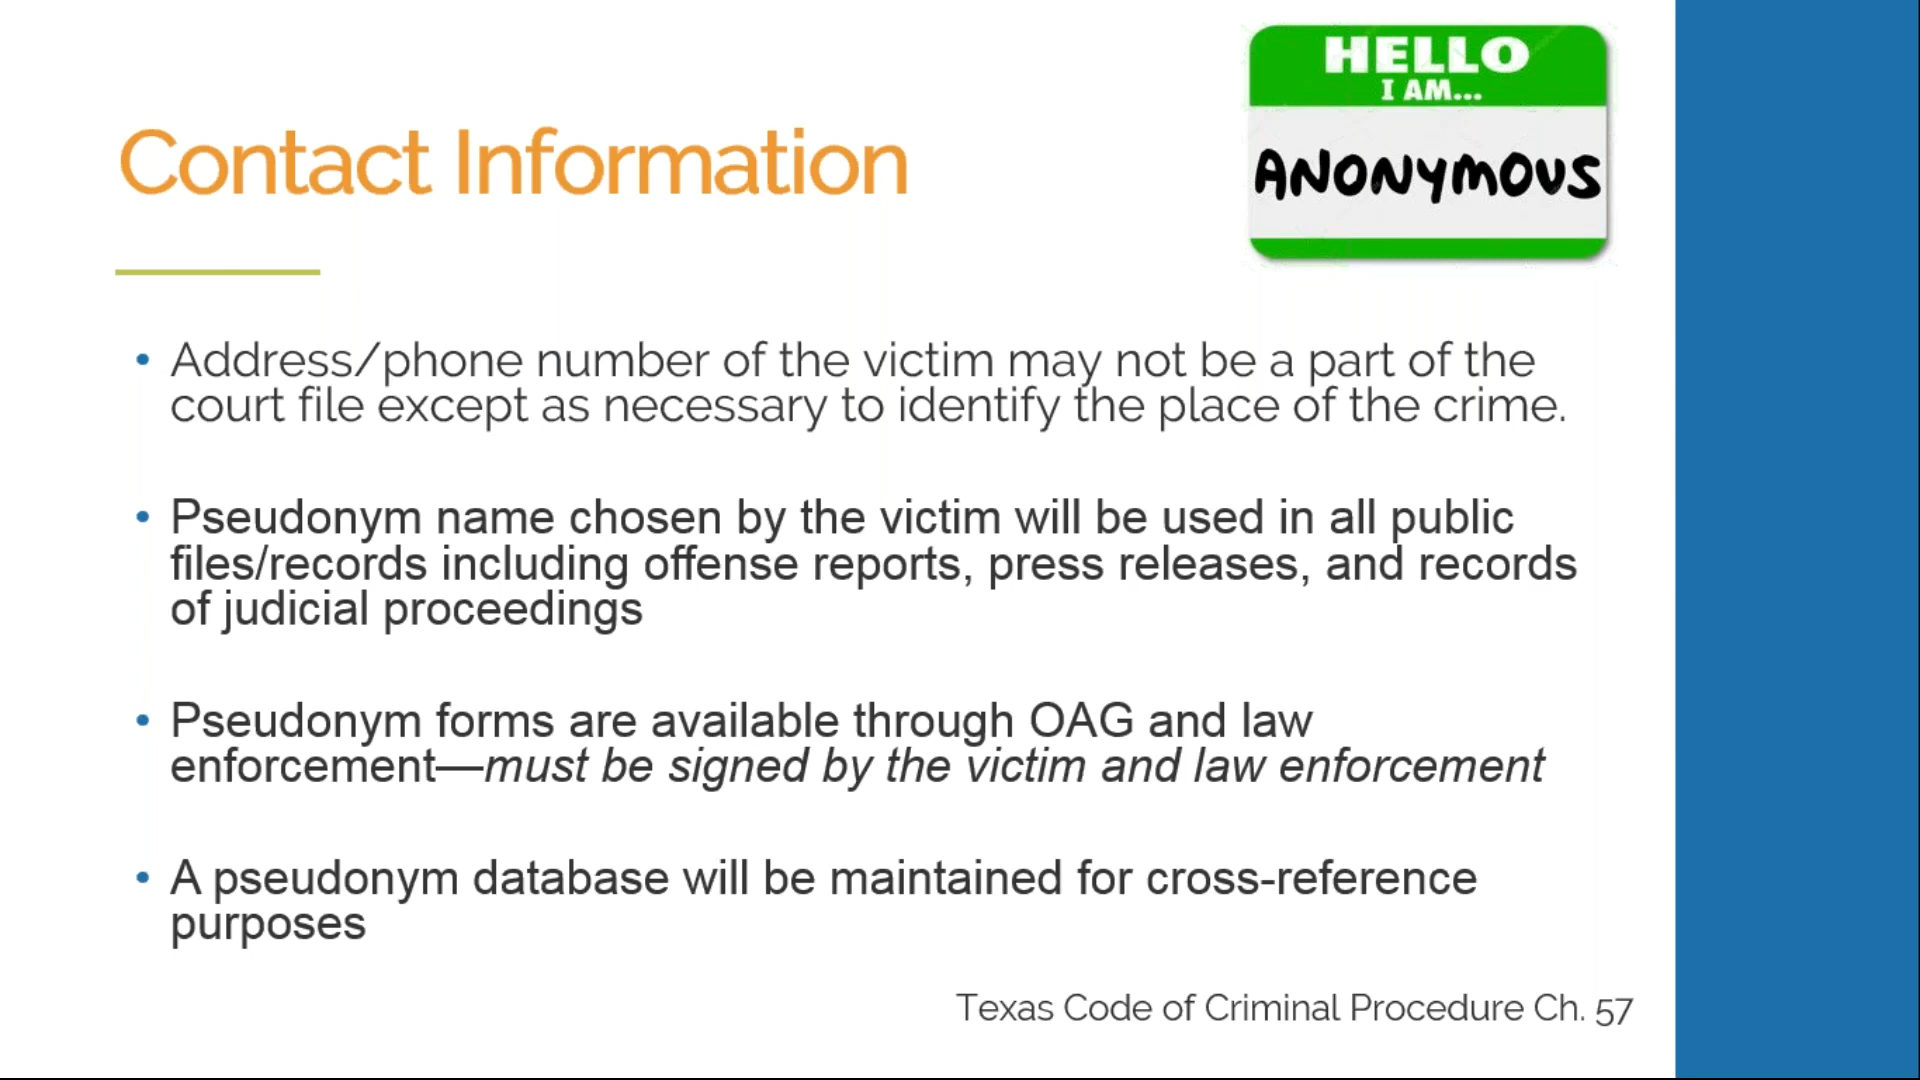 HELLO
I AM...
ANONYMOUS
Contact Information
• Address/phone number of the victim may not be a part of the
court file except as necessary to identify the place of the crime.
• Pseudonym name chosen by the victim will be used in all public
files/records including offense reports, press releases, and records
of judicial proceedings
• Pseudonym forms are available through OAG and law
enforcement—must be signed by the victim and law enforcement
• A pseudonym database will be maintained for cross-reference
purposes
Texas Code of Criminal Procedure Ch. 57